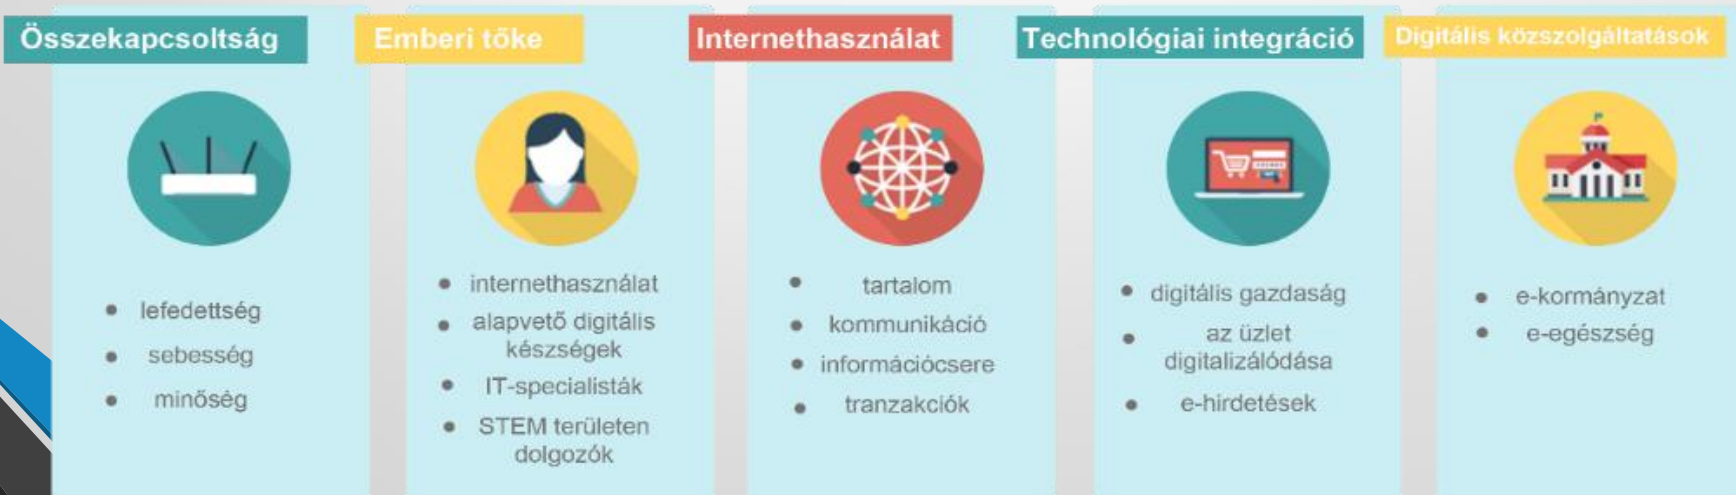 Összekapcsoltság
lefedettség
sebesség
minőség
Emberi tőke
internethasználat
alapvető digitális
készségek
IT-specialisták
STEM területen
dolgozók
Internethasználat
tartalom
kommunikáció
információcsere
tranzakciók
Technológiai integráció
digitális gazdaság
az üzlet
digitalizálódása
e-hirdetések
Digitális közszolgáltatások
e-kormányzat
e-egészség